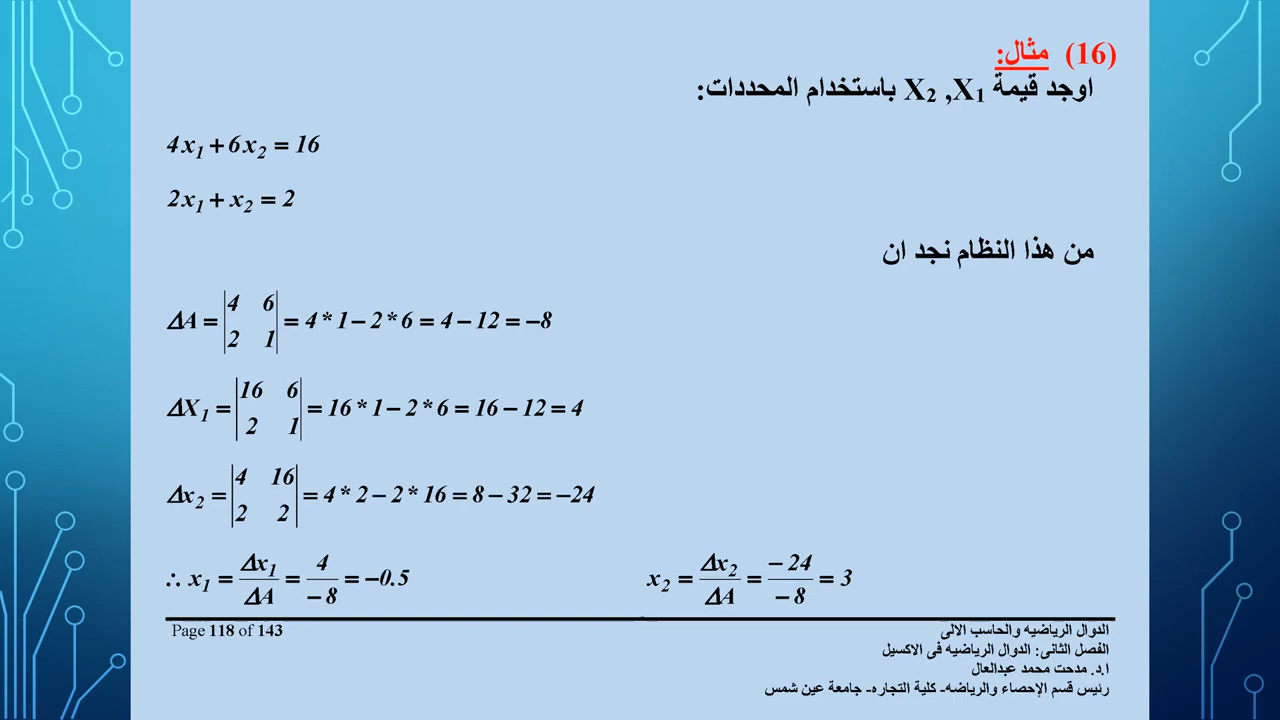 (16) مثال:
اوجد قيمة X1, X2 باستخدام المحددات:
4x1 + 6x2 = 16
2x1 + x2 = 2
من هذا النظام نجد ان
ΔA = |4 6; 2 1| = 4 * 1 − 2 * 6 = 4 − 12 = −8
ΔX1 = |16 6; 2 1| = 16 * 1 − 2 * 6 = 16 − 12 = 4
Δx2 = |4 16; 2 2| = 4 * 2 − 2 * 16 = 8 − 32 = −24
∴ x1 = Δx1/ΔA = 4/−8 = −0.5 x2 = Δx2/ΔA = −24/−8 = 3
Page 118 of 143 الدوال الرياضيه والحاسب الالى
الفصل الثانى: الدوال الرياضيه فى الاكسيل
ا.د. مدحت محمد عبدالعال
رئيس قسم الإحصاء والرياضه- كلية التجاره- جامعة عين شمس